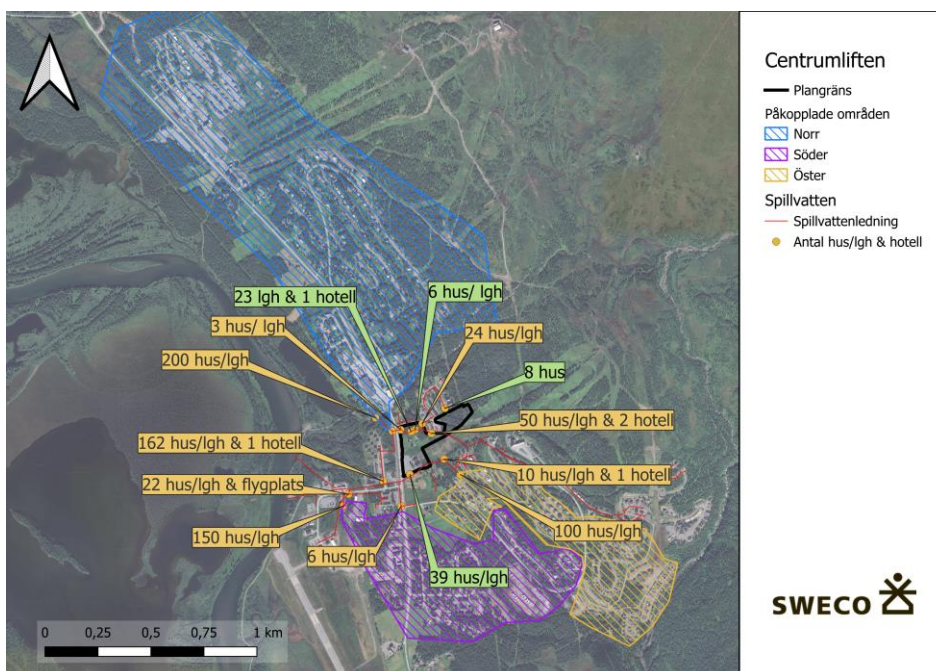 Centrumliften
Plangräns
Påkopplade områden
Norr
Söder
Öster
Spillvatten
Spillvattenledning
Antal hus/lgh & hotell
23 lgh & 1 hotell
6 hus/ lgh
3 hus/ lgh
24 hus/lgh
200 hus/lgh
8 hus
50 hus/lgh & 2 hotell
162 hus/lgh & 1 hotell
10 hus/lgh & 1 hotell
22 hus/lgh & flygplats
100 hus/lgh
150 hus/lgh
6 hus/lgh
39 hus/lgh
0 0,25 0,5 0,75 1 km
SWECO